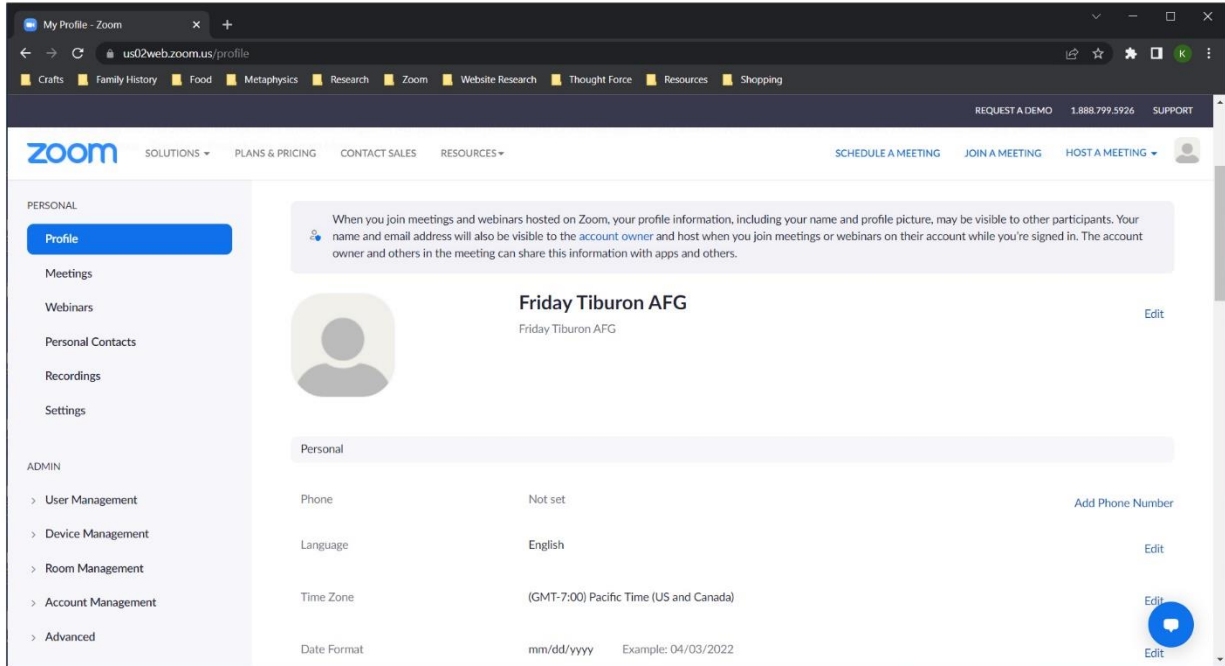 My Profile - Zoom
us02web.zoom.us/profile
K
Crafts Family History Food Metaphysics Research Zoom Website Research Thought Force Resources Shopping
REQUEST A DEMO 1.888.799.5926 SUPPORT
zoom SOLUTIONS PLANS & PRICING CONTACT SALES RESOURCES SCHEDULE A MEETING JOIN A MEETING HOST A MEETING
PERSONAL
Profile
Meetings
Webinars
Personal Contacts
Recordings
Settings
ADMIN
User Management
Device Management
Room Management
Account Management
Advanced
When you join meetings and webinars hosted on Zoom, your profile information, including your name and profile picture, may be visible to other participants. Your
name and email address will also be visible to the account owner and host when you join meetings or webinars on their account while you're signed in. The account
owner and others in the meeting can share this information with apps and others.
Friday Tiburon AFG
Edit
Friday Tiburon AFG
Personal
Phone Not set Add Phone Number
Language English Edit
Time Zone (GMT-7:00) Pacific Time (US and Canada) Edit
Date Format mm/dd/yyyy Example: 04/03/2022 Edit